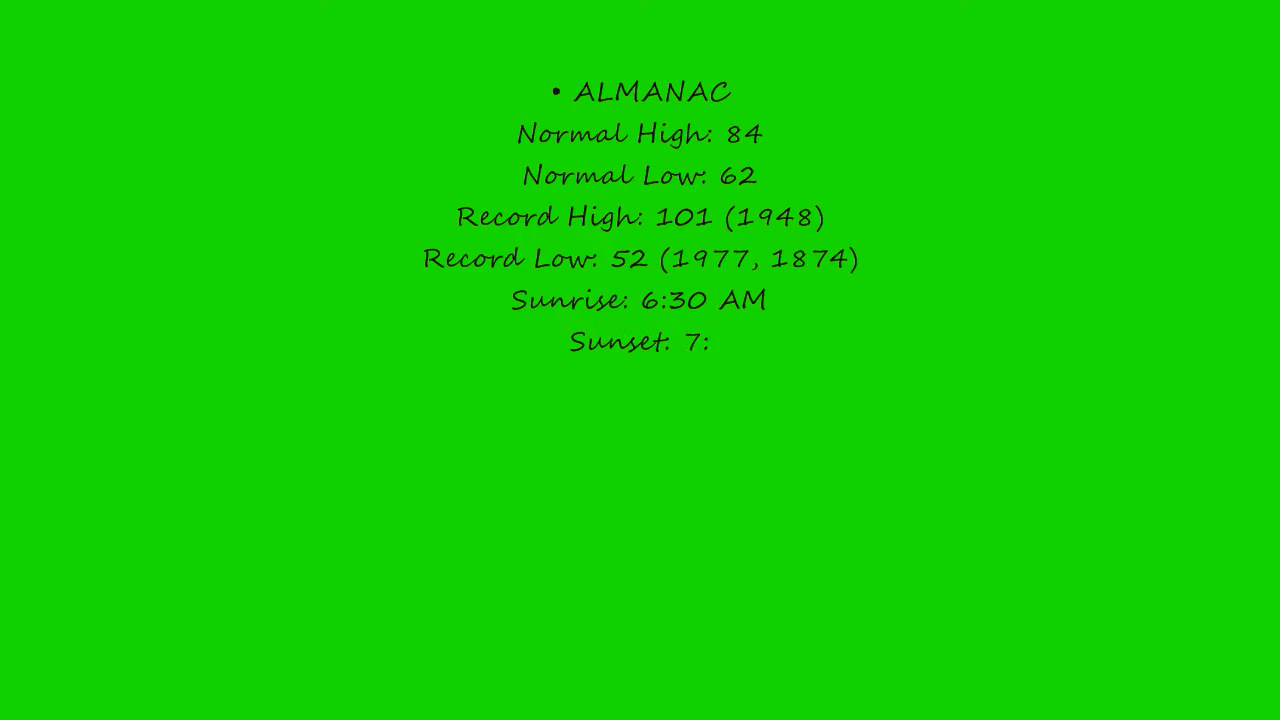 • ALMANAC
Normal High: 84
Normal Low: 62
Record High: 101 (1948)
Record Low: 52 (1977, 1874)
Sunrise: 6:30 AM
Sunset: 7: